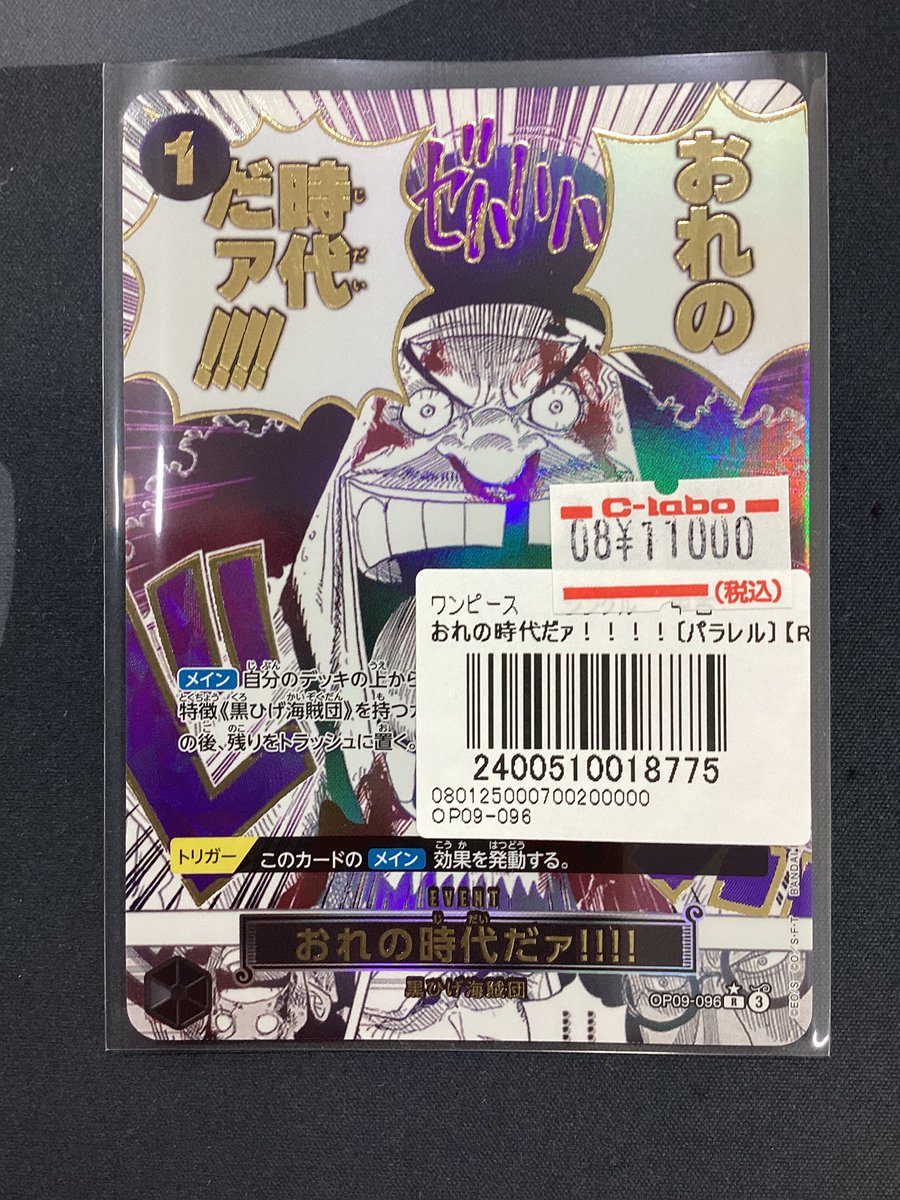 1
おれの
ゼハハハ
時代
だァ!!!!
C-labo
08¥11000
(税込)
ワンピース
おれの時代だァ！！！！〔パラレル〕【R
2400510018775
080125000700200000
OP09-096
メイン 自分のデッキの上から
特徴《黒ひげ海賊団》を持つ
の後、残りをトラッシュに置く。
トリガー このカードの メイン 効果を発動する。
EVENT
おれの時代だァ!!!!
黒ひげ海賊団
OP09-096 R 3
©E.O/S.C./S・F・T BANDAI